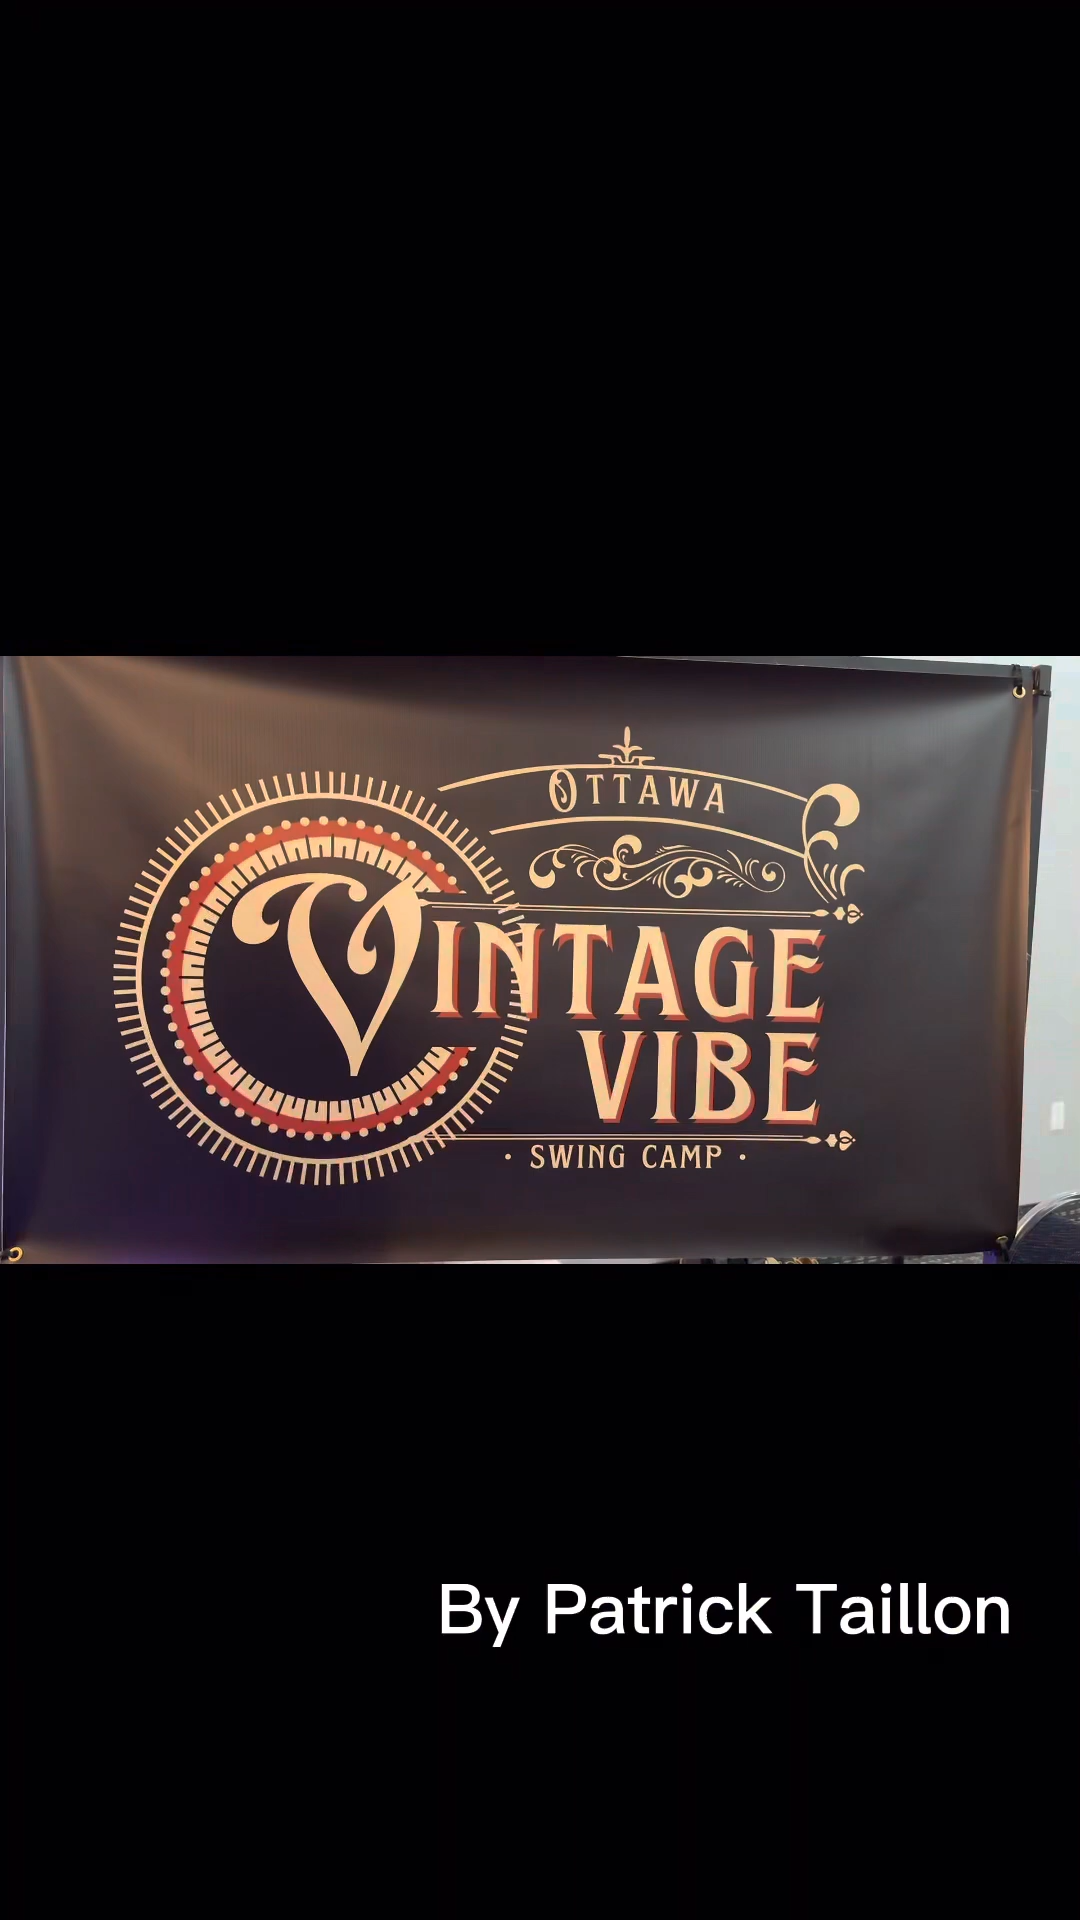 OTTAWA
VINTAGE
VIBE
· SWING CAMP ·
By Patrick Taillon